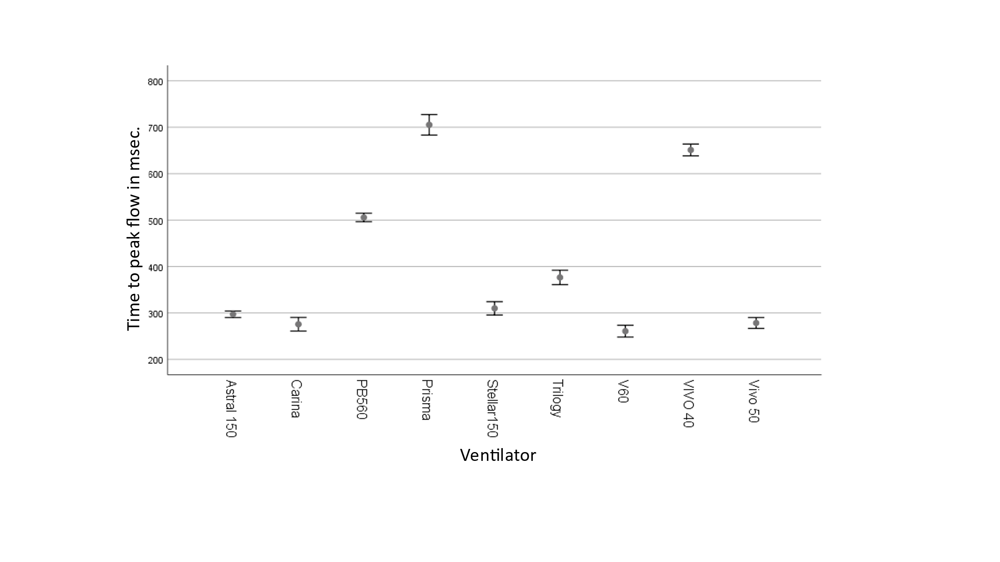 800
700
600
500
400
300
200
Time to peak flow in msec.
Astral 150
Carina
PB560
Prisma
Stellar150
Trilogy
V60
VIVO 40
Vivo 50
Ventilator